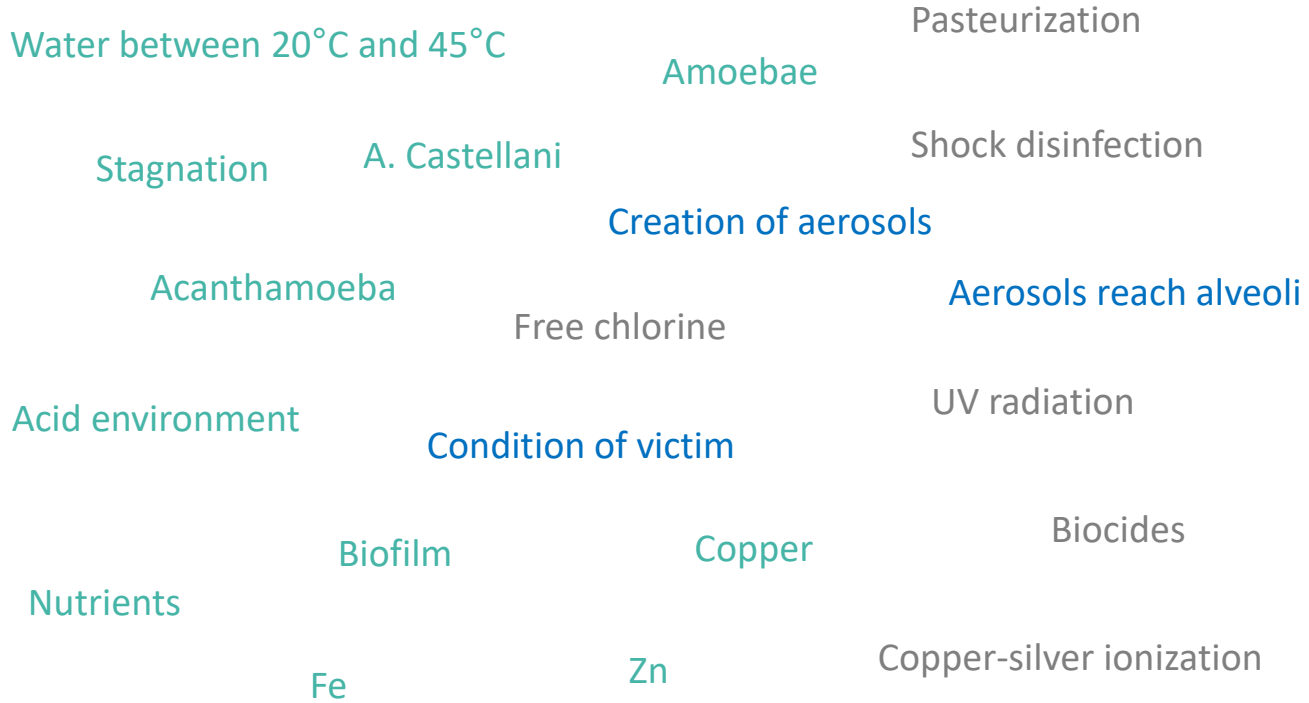 Pasteurization
Water between 20°C and 45°C
Amoebae
Shock disinfection
A. Castellani
Stagnation
Creation of aerosols
Acanthamoeba
Aerosols reach alveoli
Free chlorine
UV radiation
Acid environment
Condition of victim
Biocides
Biofilm
Copper
Nutrients
Copper-silver ionization
Zn
Fe